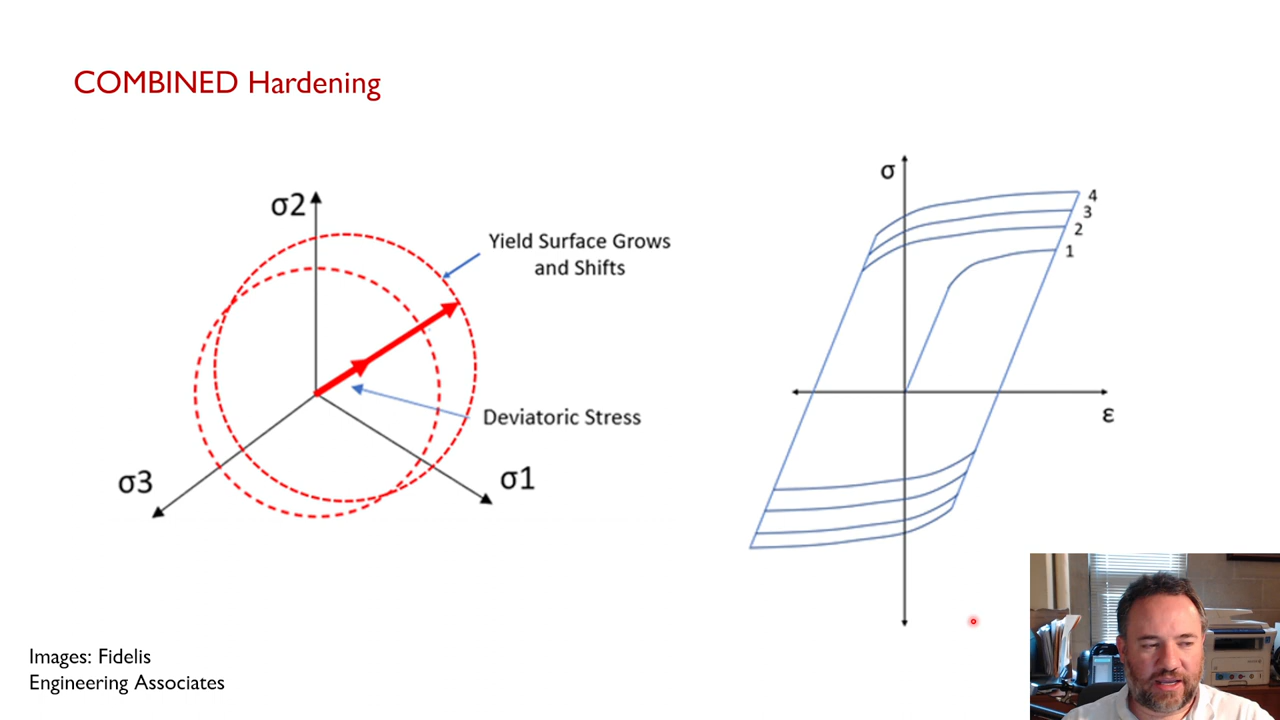 COMBINED Hardening
σ2
Yield Surface Grows
and Shifts
Deviatoric Stress
σ3
σ1
σ
4
3
2
1
ε
Images: Fidelis
Engineering Associates